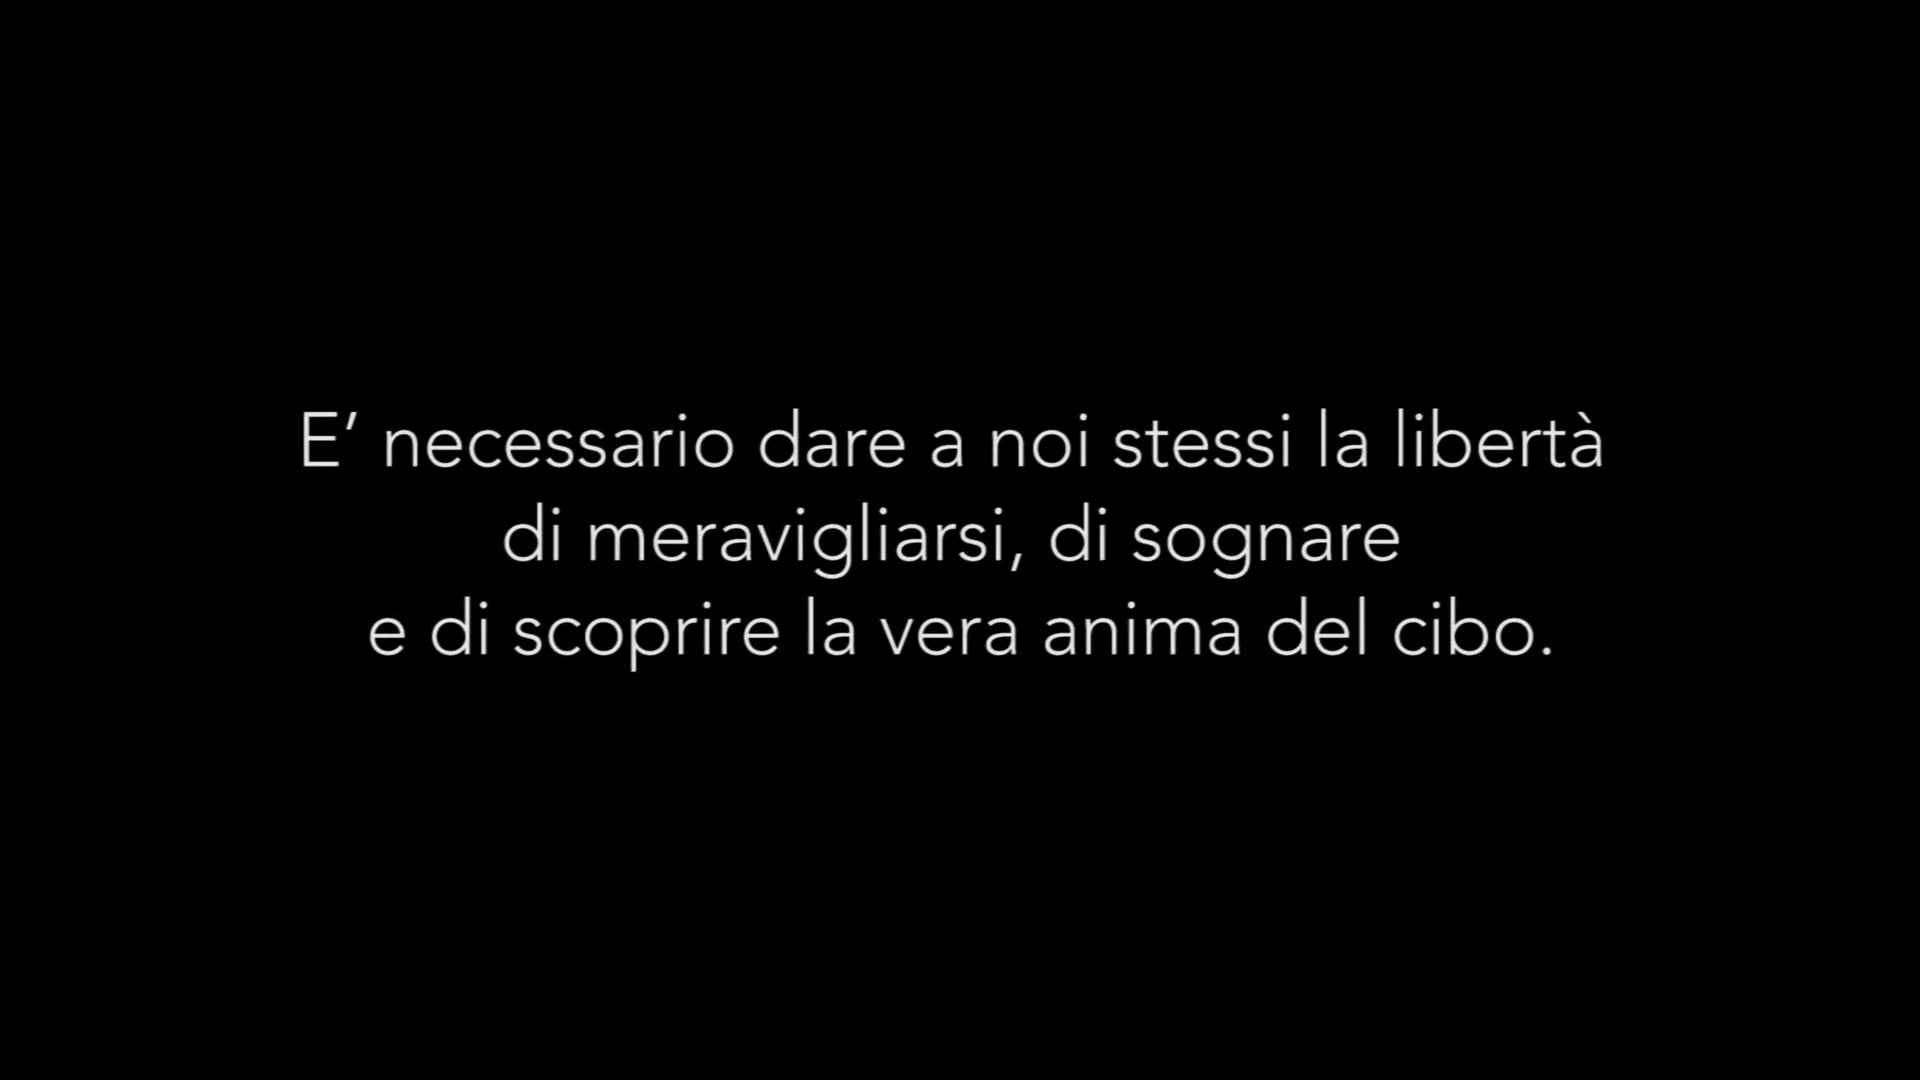 E’ necessario dare a noi stessi la libertà
di meravigliarsi, di sognare
e di scoprire la vera anima del cibo.